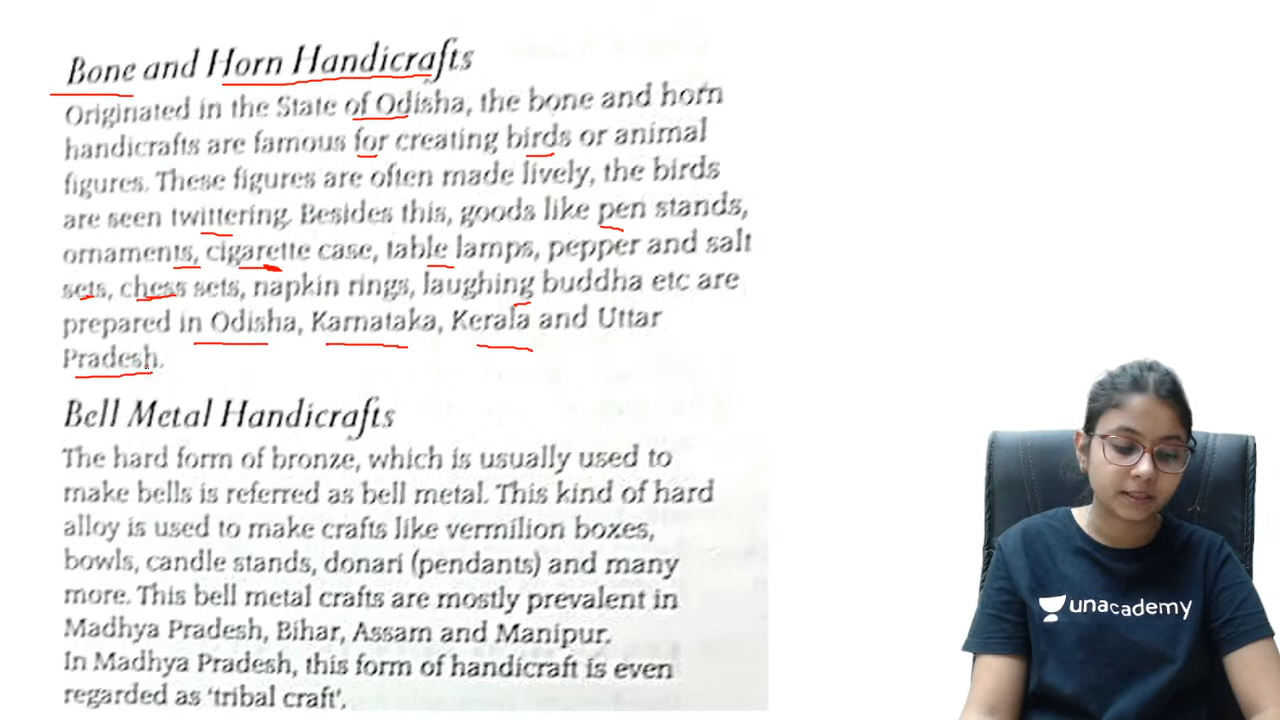 Bone and Horn Handicrafts
Originated in the State of Odisha, the bone and horn
handicrafts are famous for creating birds or animal
figures. These figures are often made lively, the birds
are seen twittering. Besides this, goods like pen stands,
ornaments, cigarette case, table lamps, pepper and salt
sets, chess sets, napkin rings, laughing buddha etc are
prepared in Odisha, Karnataka, Kerala and Uttar
Pradesh.
Bell Metal Handicrafts
The hard form of bronze, which is usually used to
make bells is referred as bell metal. This kind of hard
alloy is used to make crafts like vermilion boxes,
bowls, candle stands, donari (pendants) and many
more. This bell metal crafts are mostly prevalent in
Madhya Pradesh, Bihar, Assam and Manipur.
In Madhya Pradesh, this form of handicraft is even
regarded as 'tribal craft'.
unacademy